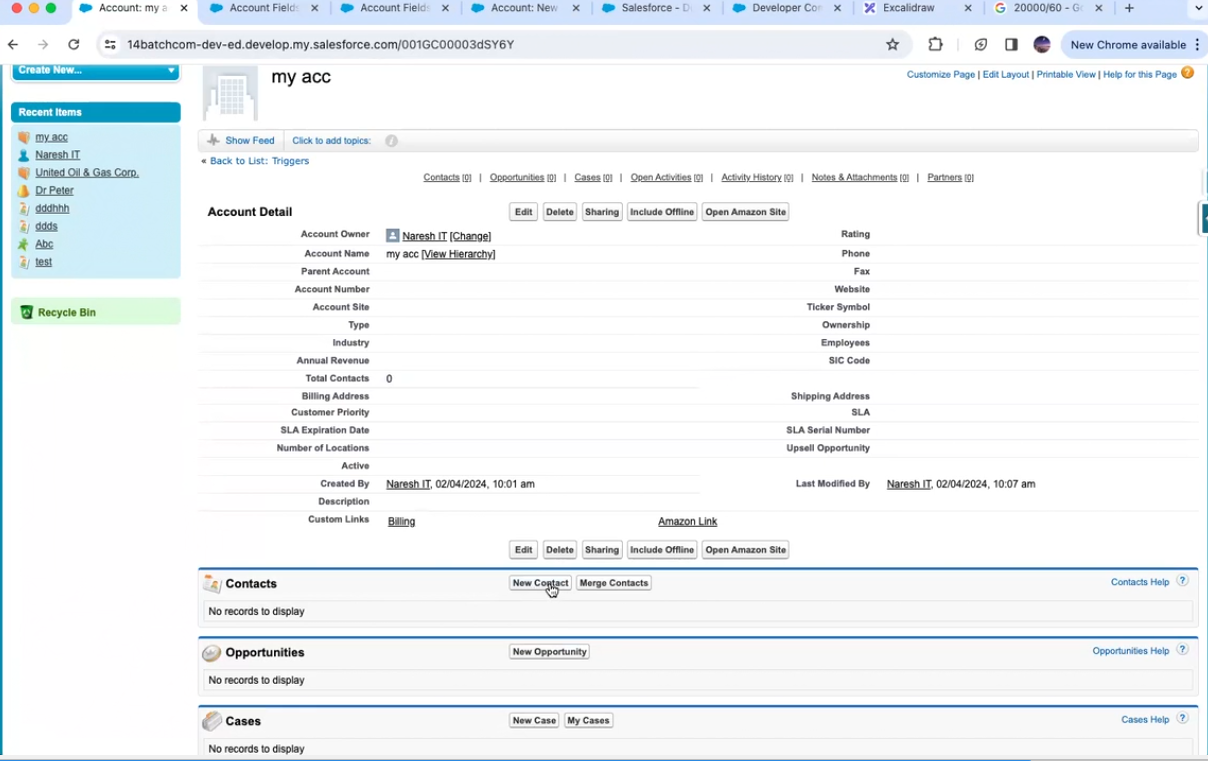 Account: my a
Account Fields
Account Fields
Account: New
Salesforce - D
Developer Con
Excalidraw
20000/60 - G
14batchcom-dev-ed.develop.my.salesforce.com/001GC00003dSY6Y
New Chrome available
Create New...
Recent Items
my acc
Naresh IT
United Oil & Gas Corp.
Dr Peter
dddhhh
ddds
Abc
test
Recycle Bin
my acc
Customize Page | Edit Layout | Printable View | Help for this Page
Show Feed Click to add topics:
« Back to List: Triggers
Contacts [0] | Opportunities [0] | Cases [0] | Open Activities [0] | Activity History [0] | Notes & Attachments [0] | Partners [0]
Account Detail Edit Delete Sharing Include Offline Open Amazon Site
Account Owner Naresh IT [Change] Rating
Account Name my acc [View Hierarchy] Phone
Parent Account Fax
Account Number Website
Account Site Ticker Symbol
Type Ownership
Industry Employees
Annual Revenue SIC Code
Total Contacts 0
Billing Address Shipping Address
Customer Priority SLA
SLA Expiration Date SLA Serial Number
Number of Locations Upsell Opportunity
Active
Created By Naresh IT, 02/04/2024, 10:01 am Last Modified By Naresh IT, 02/04/2024, 10:07 am
Description
Custom Links Billing Amazon Link
Edit Delete Sharing Include Offline Open Amazon Site
Contacts New Contact Merge Contacts Contacts Help ?
No records to display
Opportunities New Opportunity Opportunities Help ?
No records to display
Cases New Case My Cases Cases Help ?
No records to display